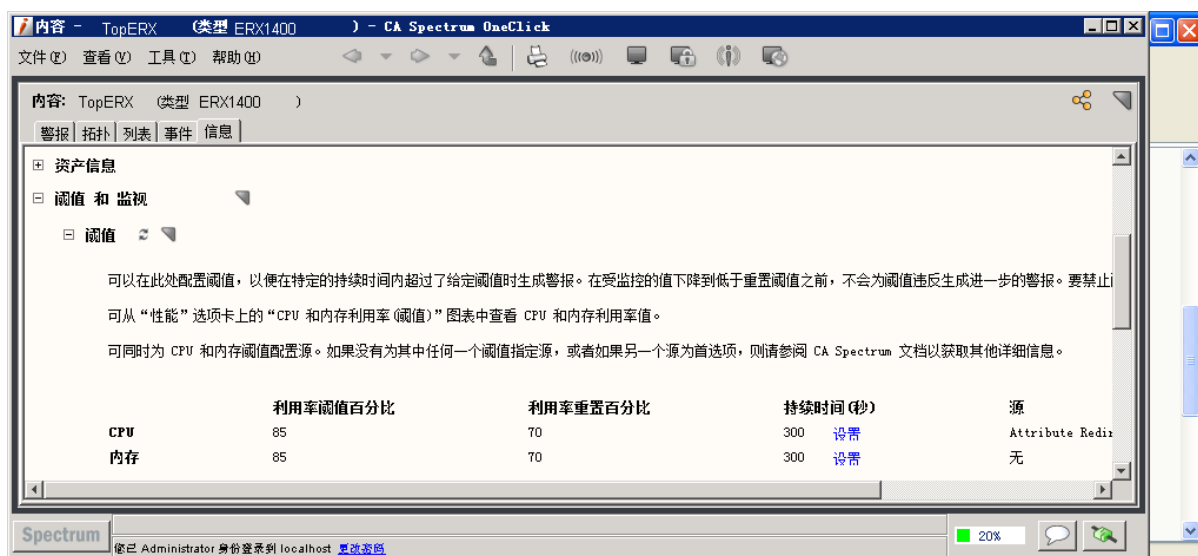 内容 - TopERX (类型 ERX1400 ) - CA Spectrum OneClick
文件(F) 查看(V) 工具(T) 帮助(H)
内容: TopERX (类型 ERX1400 )
警报 拓扑 列表 事件 信息
资产信息
阈值 和 监视
阈值
可以在此处配置阈值，以便在特定的持续时间内超过了给定阈值时生成警报。在受监控的值下降到低于重置阈值之前，不会为阈值违反生成进一步的警报。要禁止
可从“性能”选项卡上的“CPU 和内存利用率(阈值)”图表中查看 CPU 和内存利用率值。
可同时为 CPU 和内存阈值配置源。如果没有为其中任何一个阈值指定源，或者如果另一个源为首选项，则请参阅 CA Spectrum 文档以获取其他详细信息。
利用率阈值百分比 利用率重置百分比 持续时间(秒) 源
CPU 85 70 300 设置 Attribute Redir
内存 85 70 300 设置 无
Spectrum
20%
您已 Administrator 身份登录到 localhost 更改密码